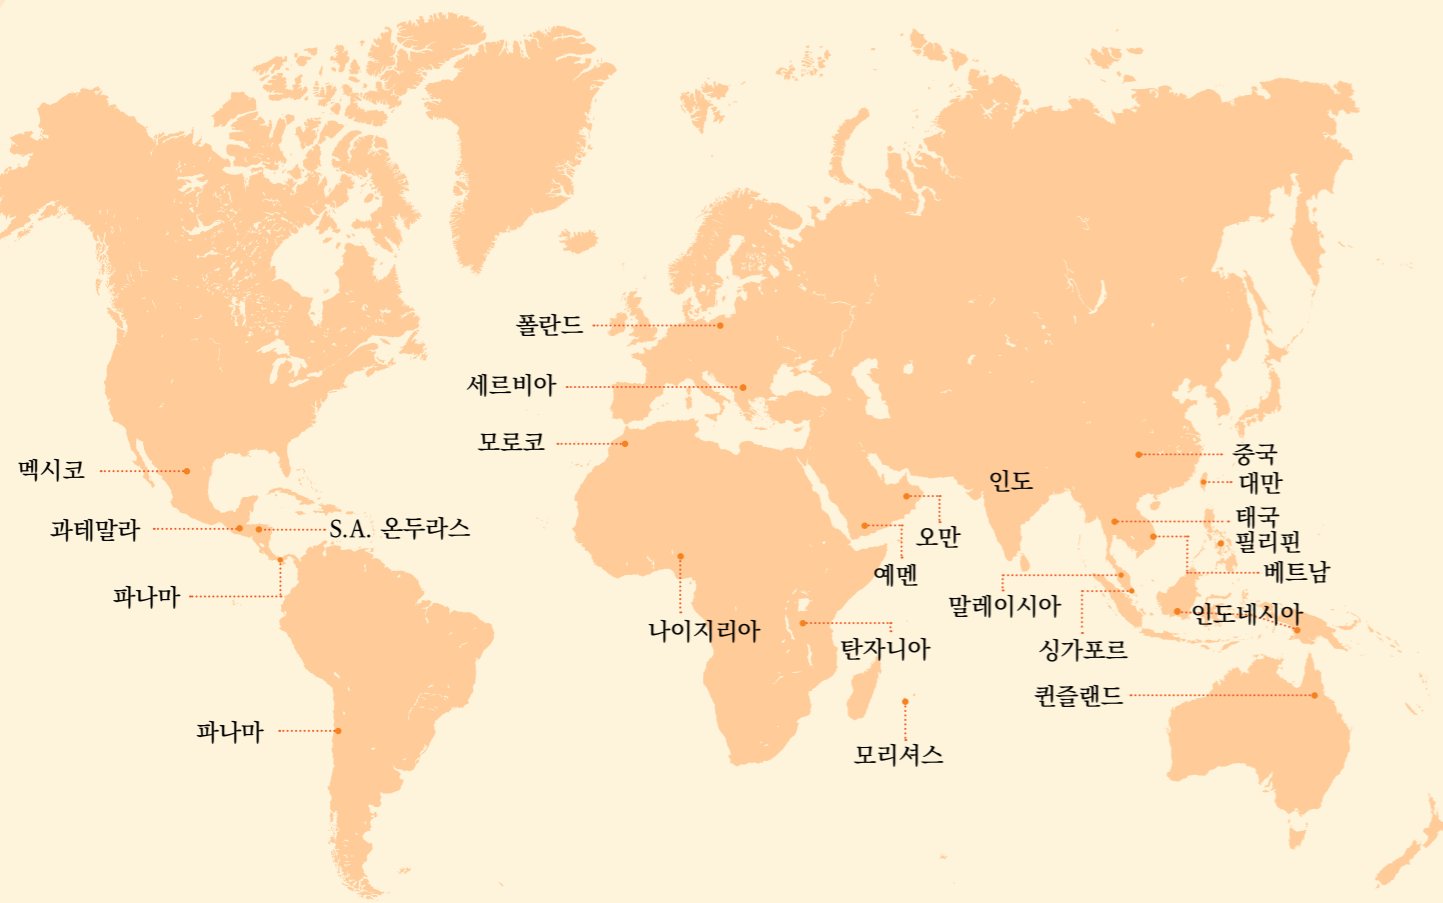 폴란드
세르비아
모로코
멕시코
과테말라
S.A. 온두라스
파나마
파나마
나이지리아
탄자니아
모리셔스
예멘
오만
인도
중국
대만
태국
필리핀
베트남
말레이시아
인도네시아
싱가포르
퀸즐랜드